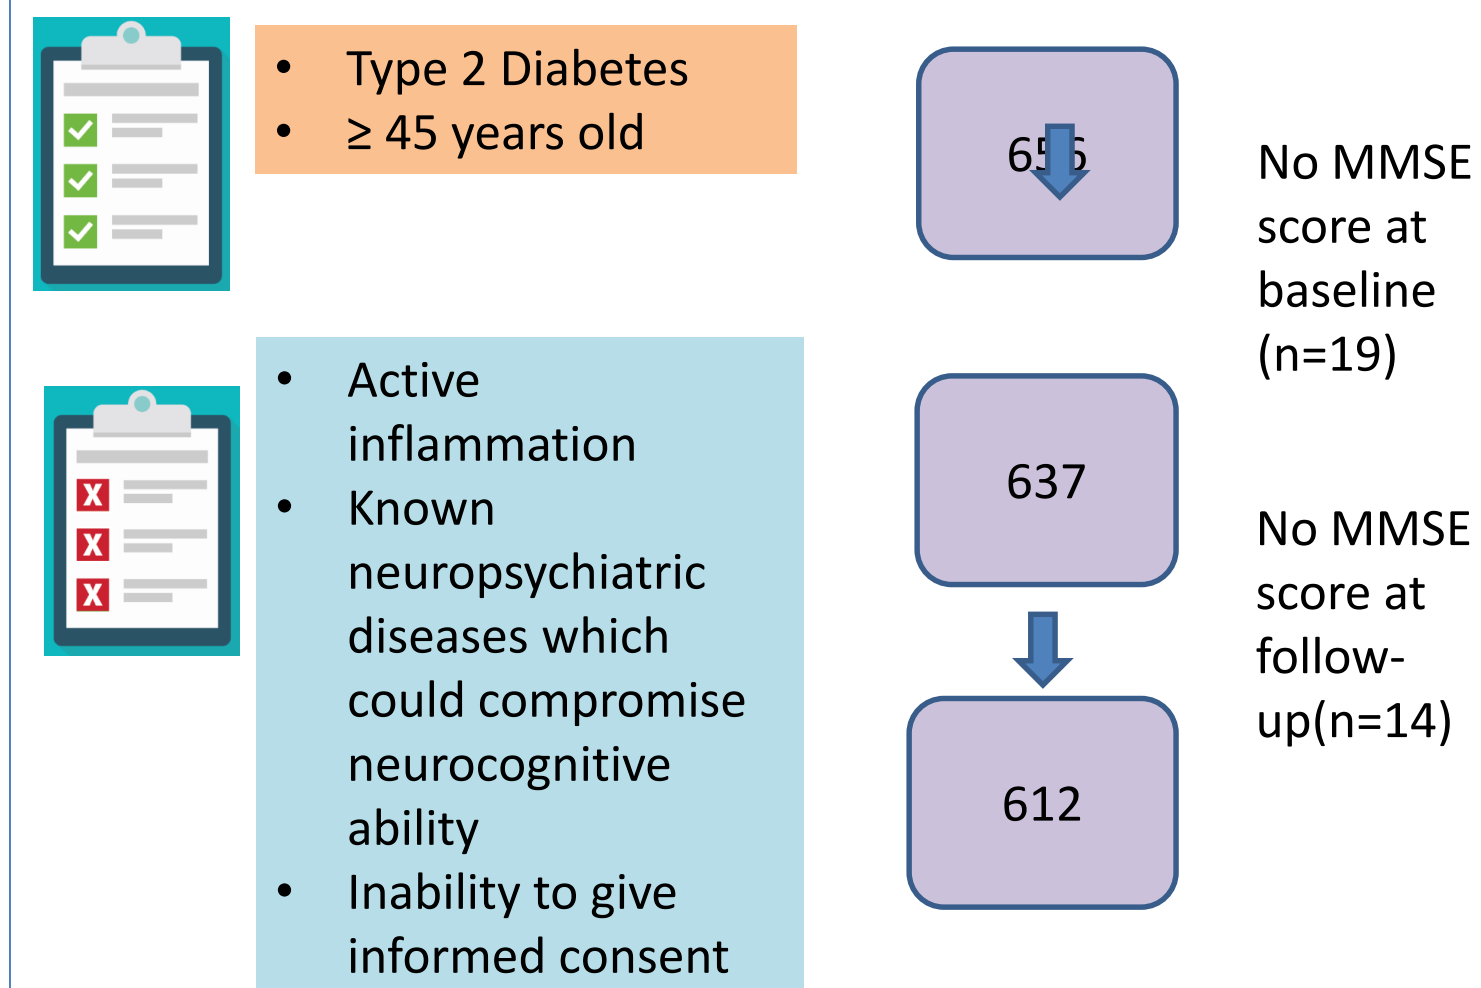 • Type 2 Diabetes
• ≥ 45 years old
• Active
inflammation
• Known
neuropsychiatric
diseases which
could compromise
neurocognitive
ability
• Inability to give
informed consent
656
No MMSE
score at
baseline
(n=19)
637
No MMSE
score at
follow-
up(n=14)
612